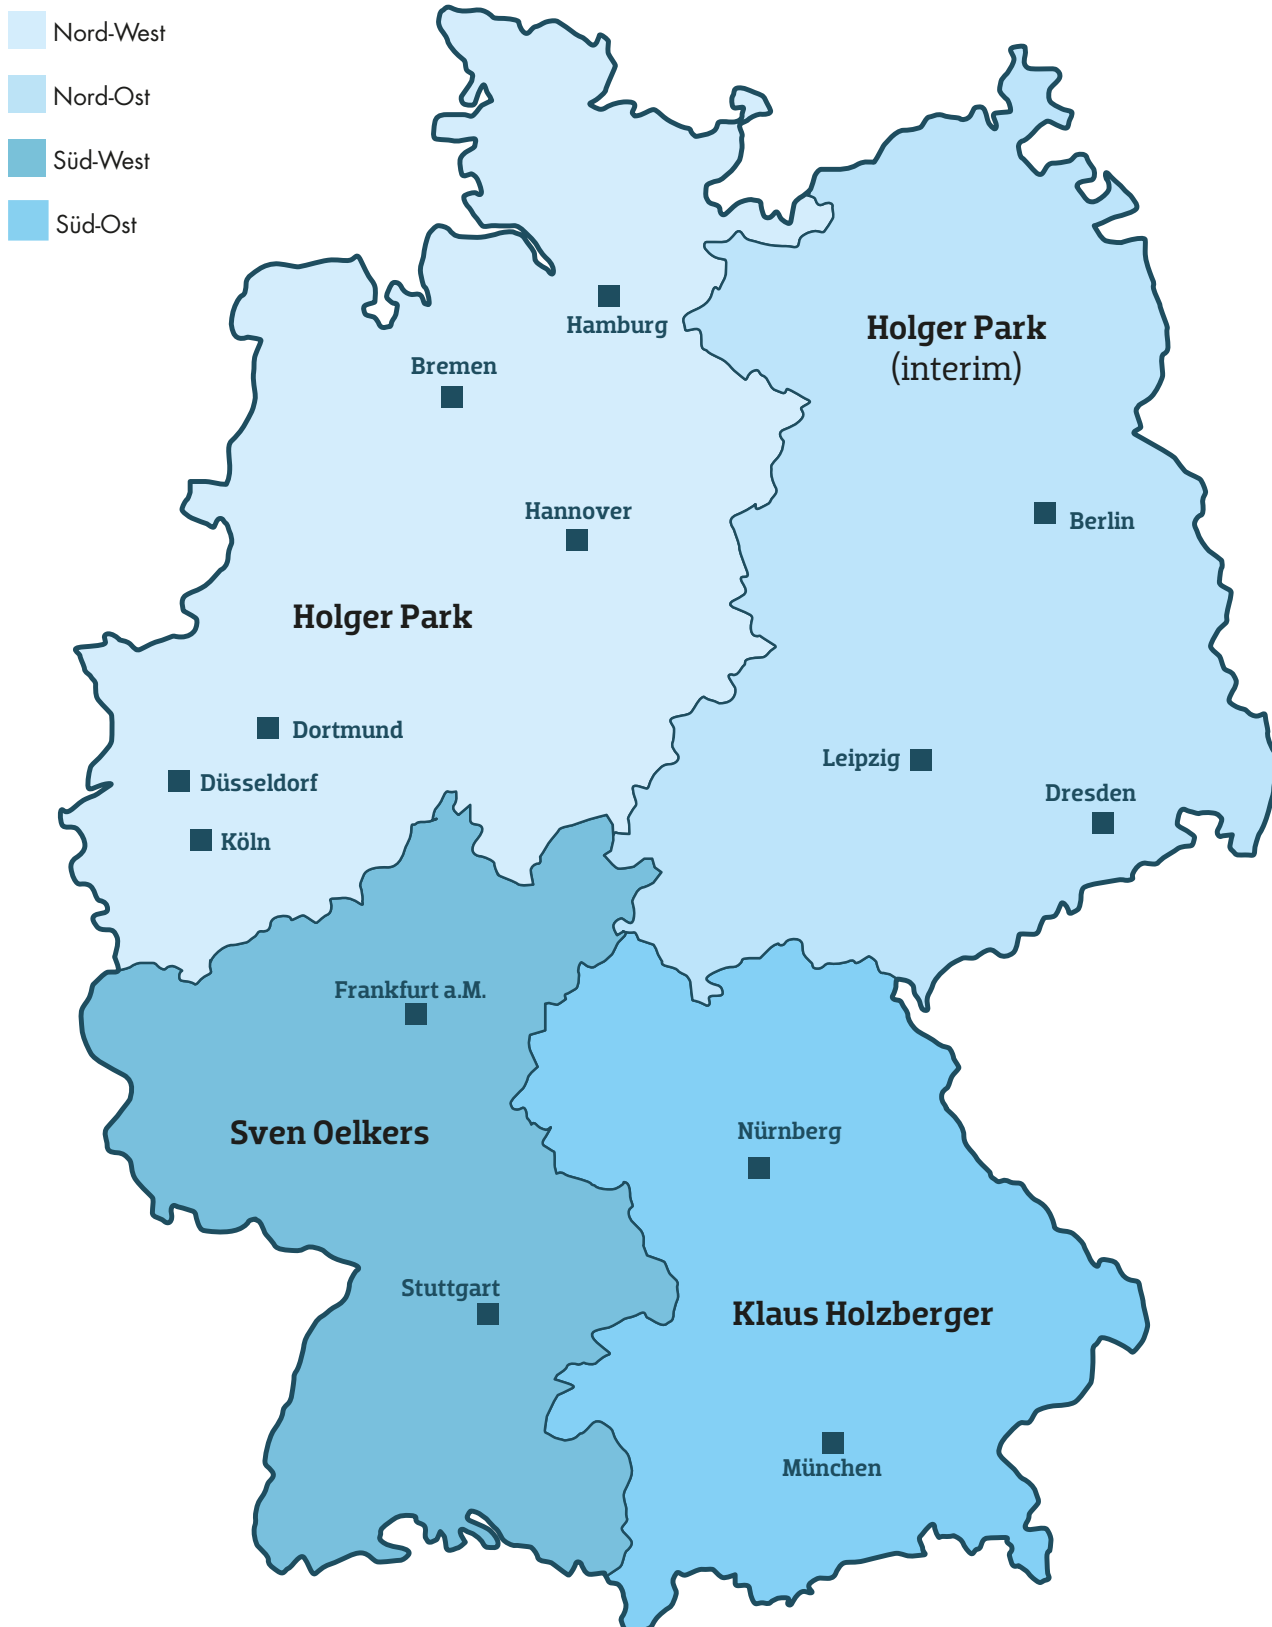 Nord-West
Nord-Ost
Süd-West
Süd-Ost
Hamburg
Holger Park
(interim)
Bremen
Hannover
Berlin
Holger Park
Dortmund
Leipzig
Düsseldorf
Dresden
Köln
Frankfurt a.M.
Sven Oelkers
Nürnberg
Stuttgart
Klaus Holzberger
München